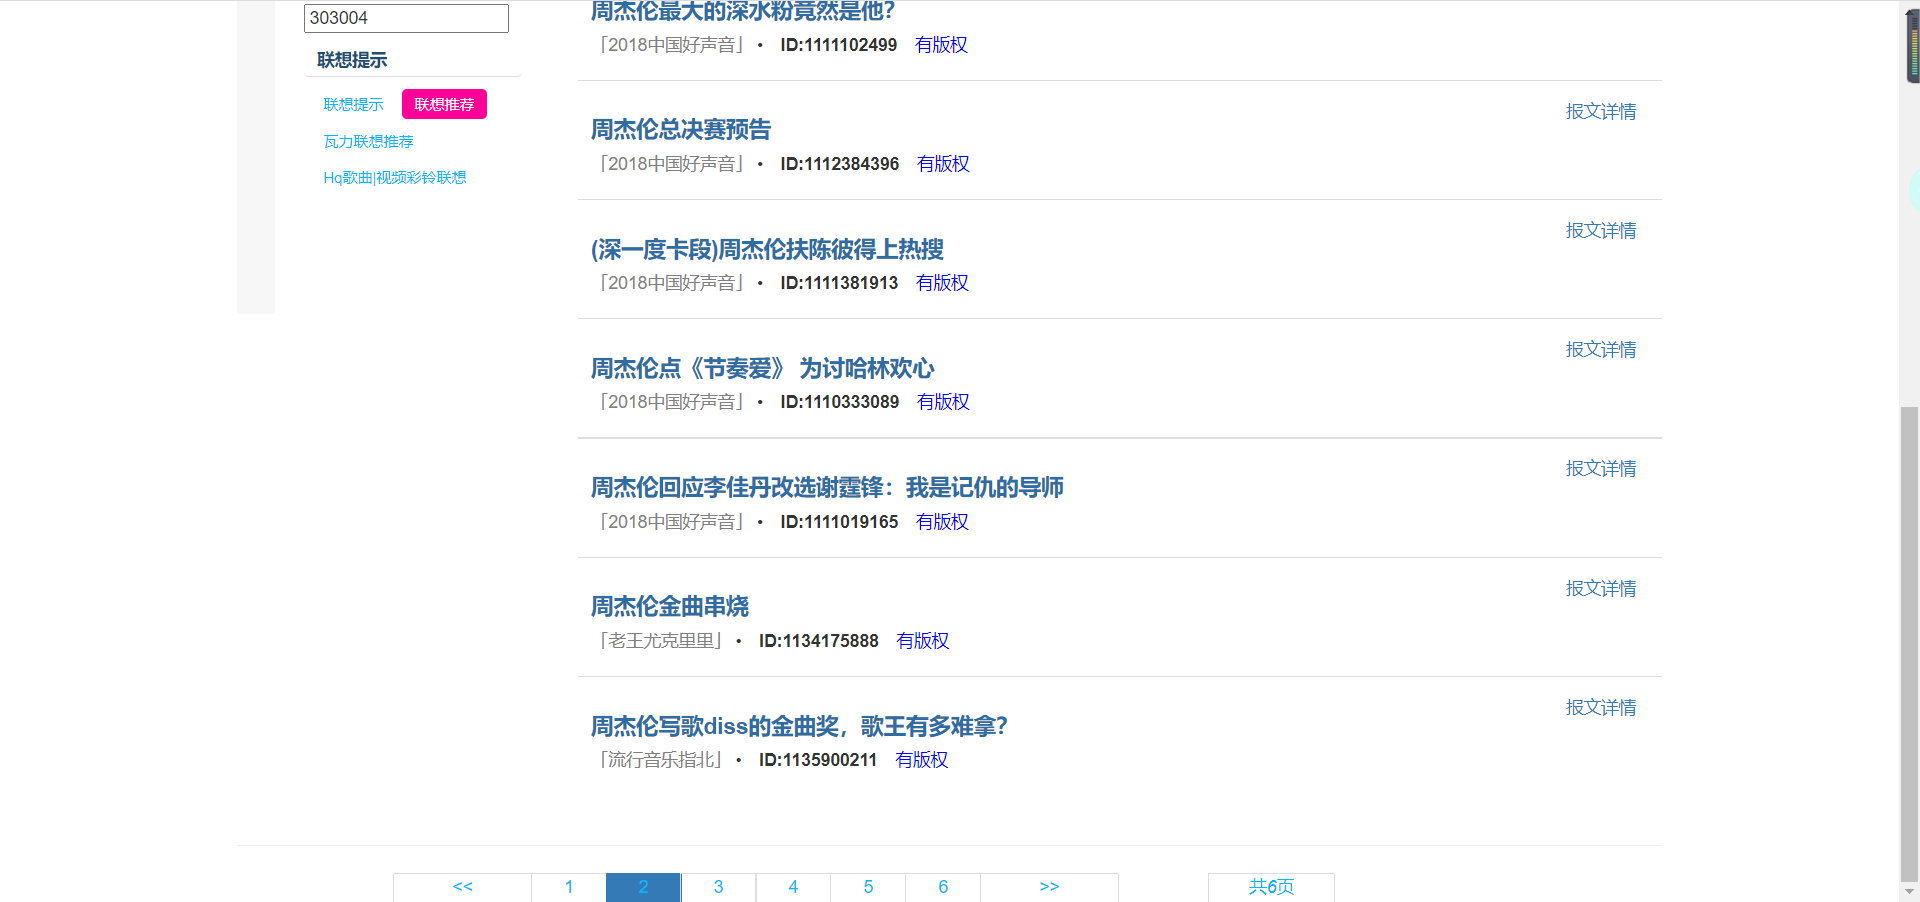 303004
联想提示
联想提示 联想推荐
瓦力联想推荐
Hq歌曲|视频彩铃联想
周杰伦最大的深水粉竟然是他？
「2018中国好声音」 • ID:1111102499 有版权
报文详情
周杰伦总决赛预告
「2018中国好声音」 • ID:1112384396 有版权
报文详情
(深一度卡段)周杰伦扶陈彼得上热搜
「2018中国好声音」 • ID:1111381913 有版权
报文详情
周杰伦点《节奏爱》 为讨哈林欢心
「2018中国好声音」 • ID:1110333089 有版权
报文详情
周杰伦回应李佳丹改选谢霆锋：我是记仇的导师
「2018中国好声音」 • ID:1111019165 有版权
报文详情
周杰伦金曲串烧
「老王尤克里里」 • ID:1134175888 有版权
报文详情
周杰伦写歌diss的金曲奖，歌王有多难拿？
「流行音乐指北」 • ID:1135900211 有版权
<< 1 2 3 4 5 6 >> 共6页